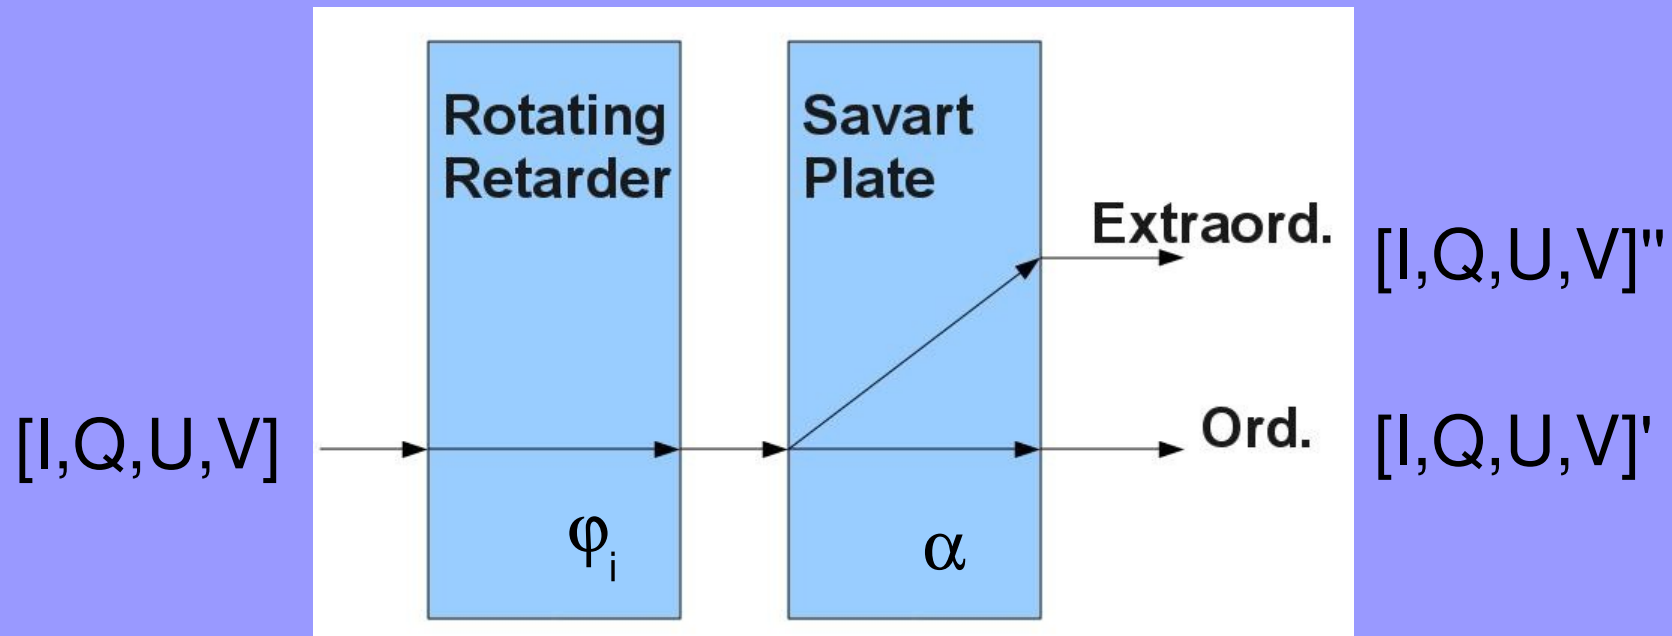 Rotating
Retarder
Savart
Plate
Extraord.
[I,Q,U,V]"
[I,Q,U,V]
Ord.
[I,Q,U,V]'
φi
α